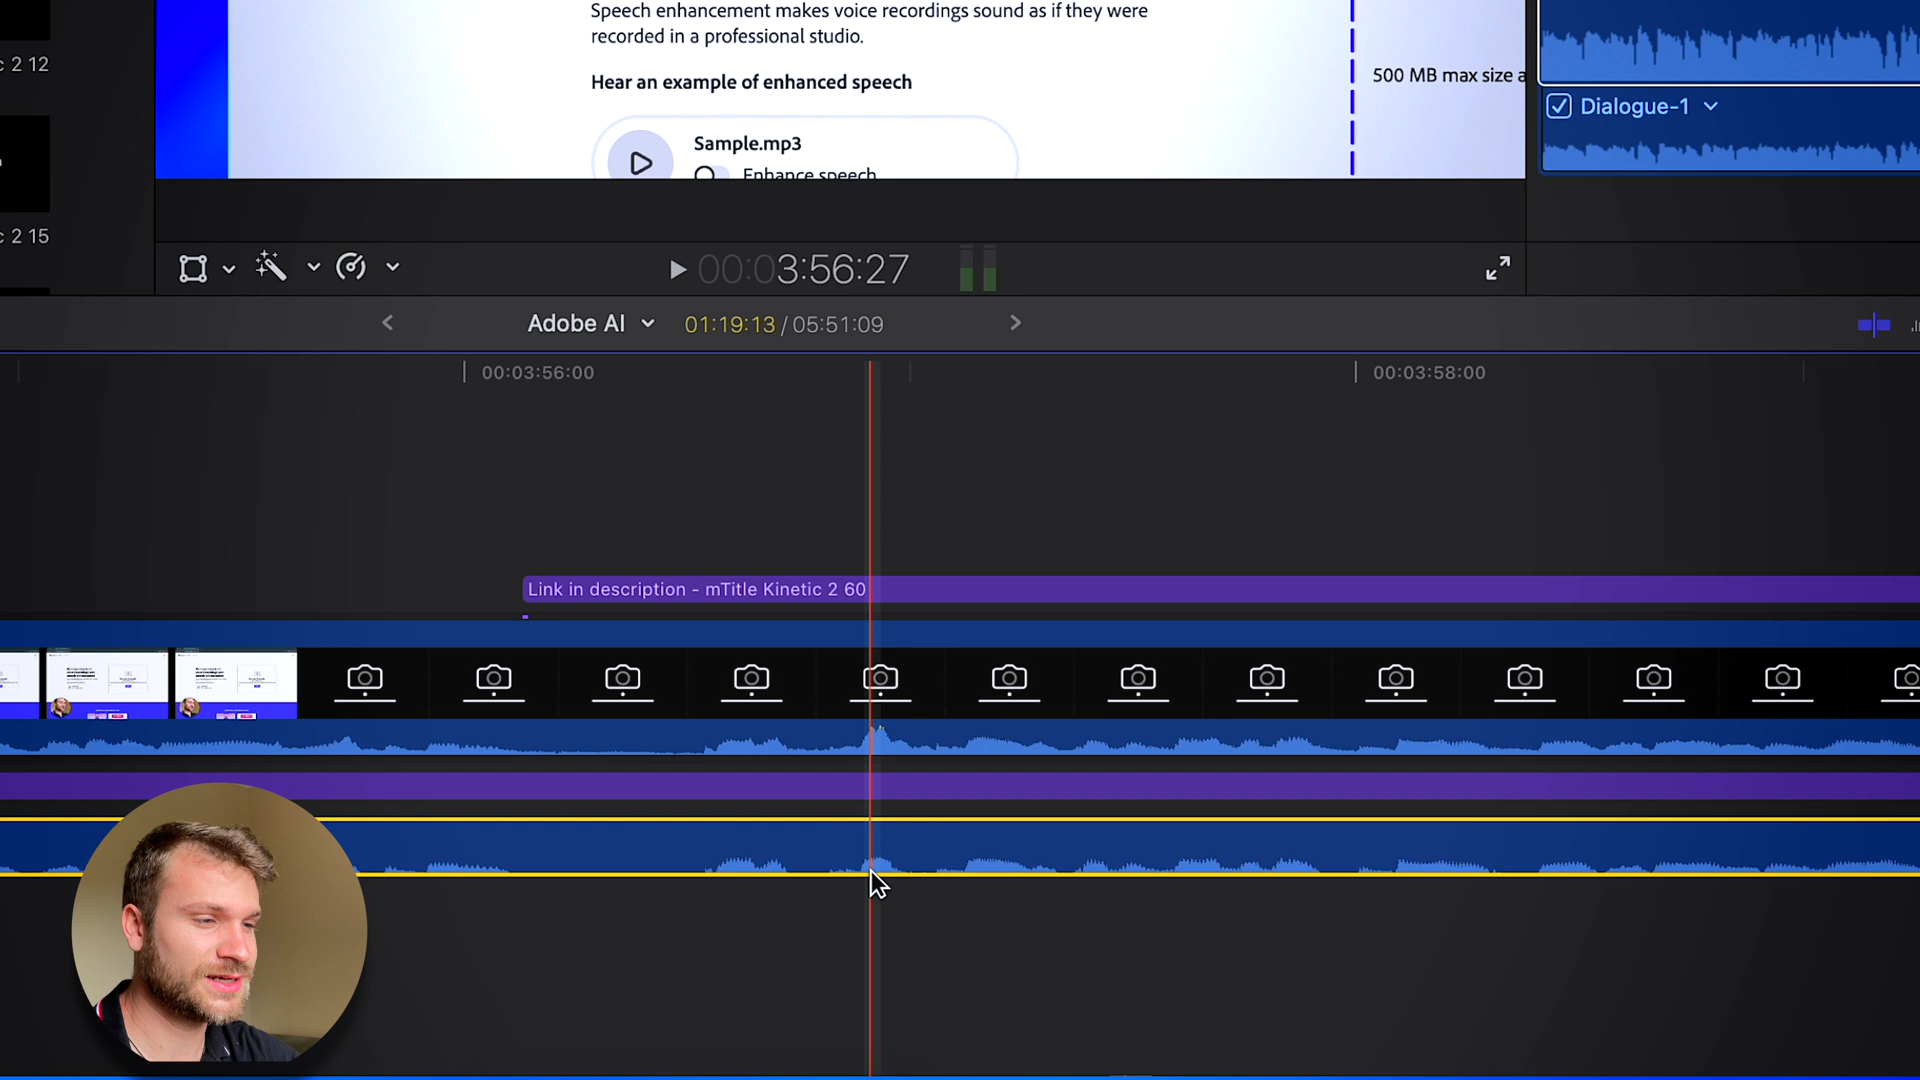 Speech enhancement makes voice recordings sound as if they were
recorded in a professional studio.
Hear an example of enhanced speech
Sample.mp3
Enhance speech
500 MB max size a
Dialogue-1
c 2 12
c 2 15
00:03:56:27
Adobe AI
01:19:13 / 05:51:09
00:03:56:00
00:03:58:00
Link in description - mTitle Kinetic 2 60